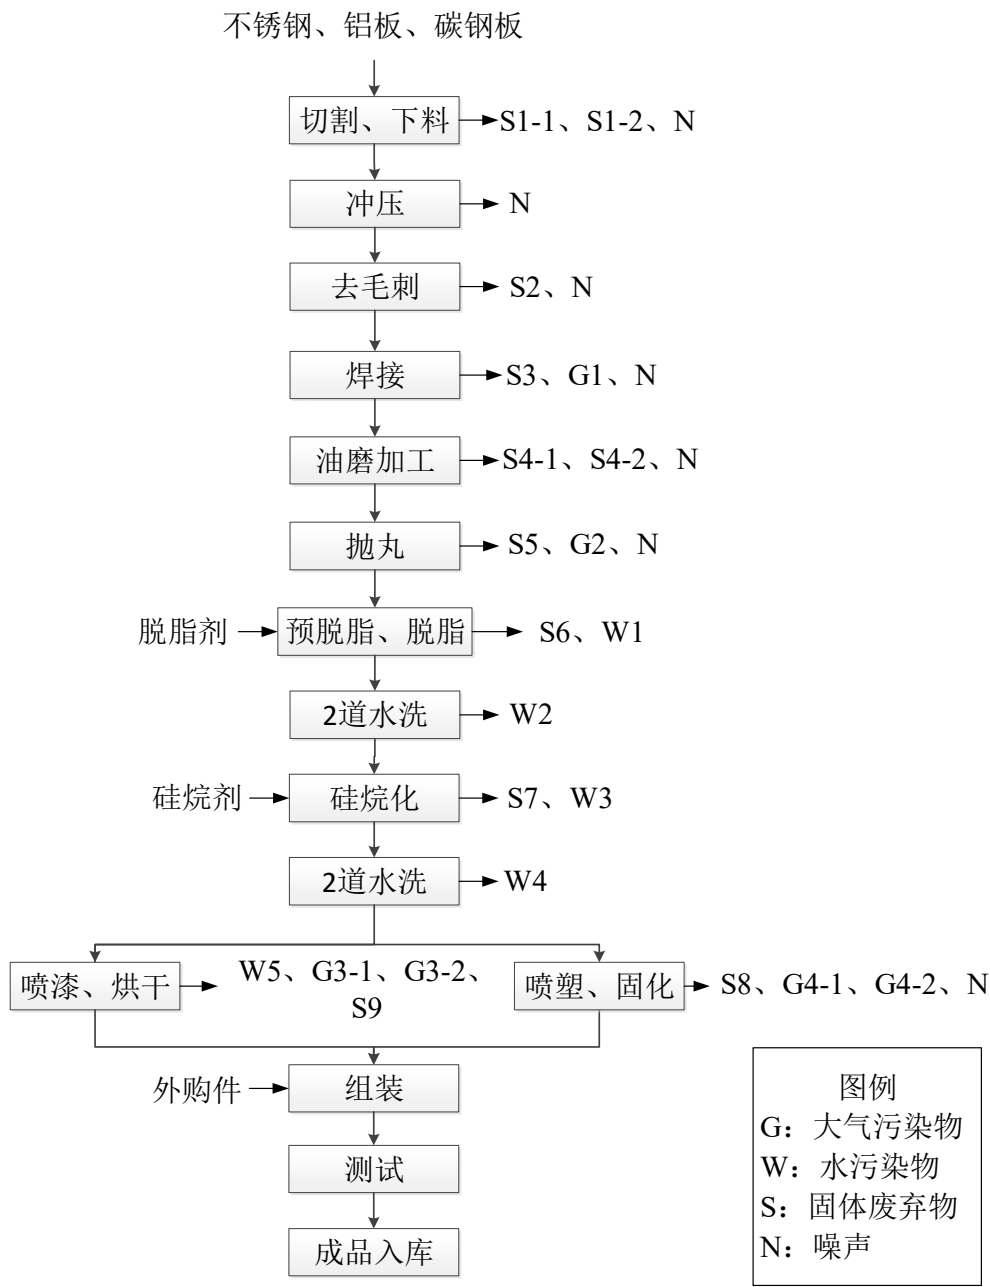 不锈钢、铝板、碳钢板
切割、下料
S1-1、S1-2、N
冲压
N
去毛刺
S2、N
焊接
S3、G1、N
油磨加工
S4-1、S4-2、N
抛丸
S5、G2、N
脱脂剂
预脱脂、脱脂
S6、W1
2道水洗
W2
硅烷剂
硅烷化
S7、W3
2道水洗
W4
喷漆、烘干
W5、G3-1、G3-2、
S9
喷塑、固化
S8、G4-1、G4-2、N
外购件
组装
测试
成品入库
图例
G：大气污染物
W：水污染物
S：固体废弃物
N：噪声